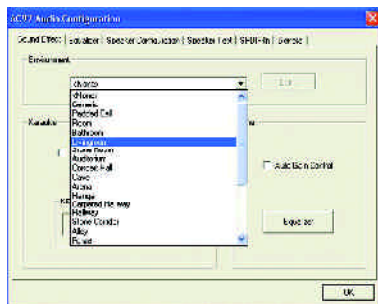 AC97 Audio Configuration
Sound Effect | Equalizer | Speaker Configuration | Speaker Test | S/PDIF-In | General
Environment
<None>
Edit
<None>
Generic
Padded Cell
Room
Bathroom
Livingroom
Stone Room
Auditorium
Concert Hall
Cave
Arena
Hangar
Carpeted Hallway
Hallway
Stone Corridor
Alley
Forest
Karaoke
Auto Gain Control
Equalizer
OK